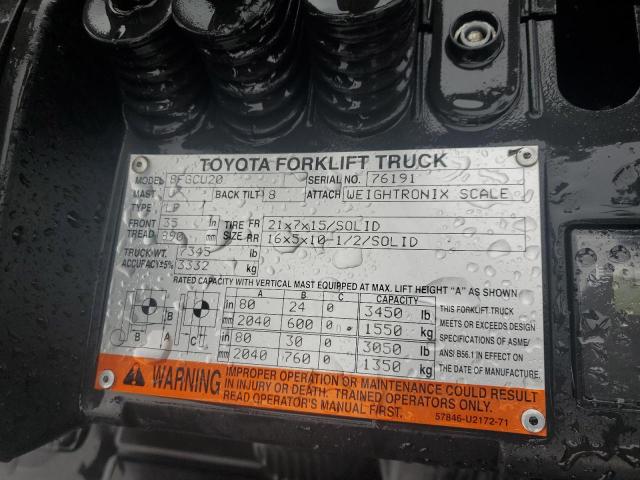 TOYOTA FORKLIFT TRUCK
MODEL 8FGCU20 SERIAL NO. 76191
MAST V BACK TILT 8 ATTACH WEIGHTRONIX SCALE
TYPE LP
FRONT 35 in TIRE FR 21x7x15/SOLID
TREAD 890 mm SIZE RR 16x5x10-1/2/SOLID
TRUCK WT. 7345 lb
ACCURACY±5% 3332 kg
RATED CAPACITY WITH VERTICAL MAST EQUIPPED AT MAX. LIFT HEIGHT "A" AS SHOWN
A B C CAPACITY
in 80 24 0 3450 lb
mm 2040 600 0 1550 kg
in 80 30 0 3050 lb
mm 2040 760 0 1350 kg
B A C
B
THIS FORKLIFT TRUCK
MEETS OR EXCEEDS DESIGN
SPECIFICATIONS OF ASME/
ANSI B56.1 IN EFFECT ON
THE DATE OF MANUFACTURE.
WARNING
IMPROPER OPERATION OR MAINTENANCE COULD RESULT
IN INJURY OR DEATH. TRAINED OPERATORS ONLY.
READ OPERATOR'S MANUAL FIRST.
57846-U2172-71